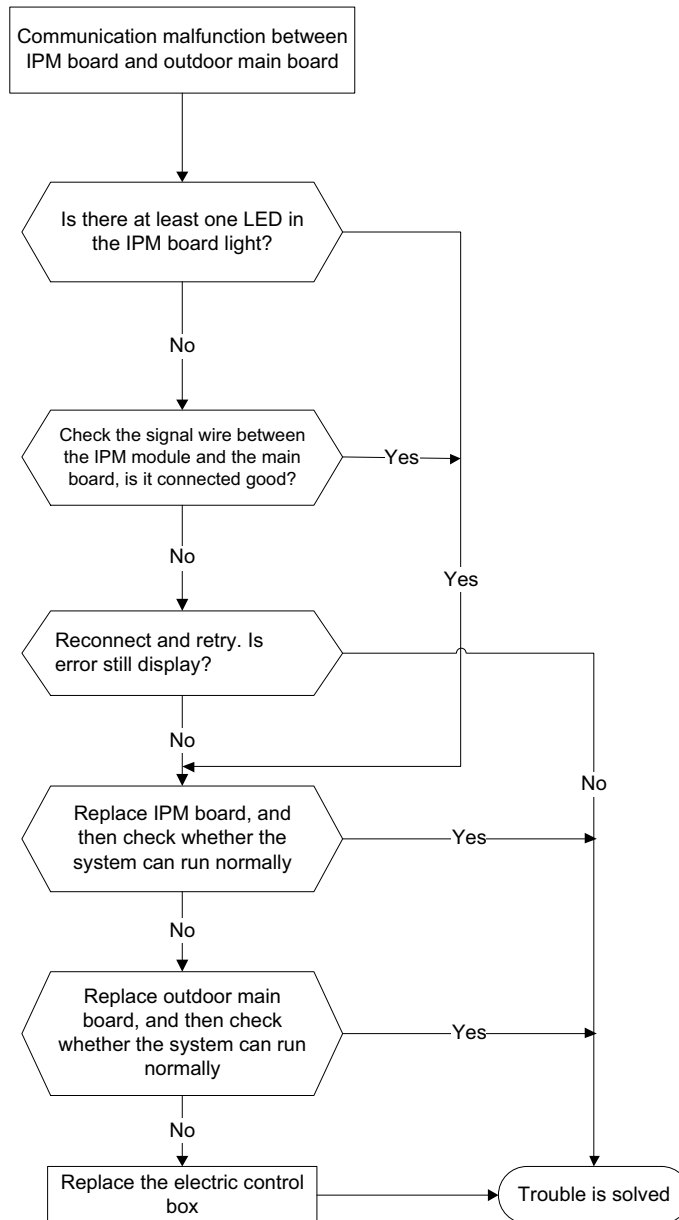 Communication malfunction between
IPM board and outdoor main board
Is there at least one LED in
the IPM board light?
No
Check the signal wire between
the IPM module and the main
board, is it connected good?
Yes
No
Yes
Reconnect and retry. Is
error still display?
No
No
Replace IPM board, and
then check whether the
system can run normally
Yes
No
Replace outdoor main
board, and then check
whether the system can run
normally
Yes
No
Replace the electric control
box
Trouble is solved